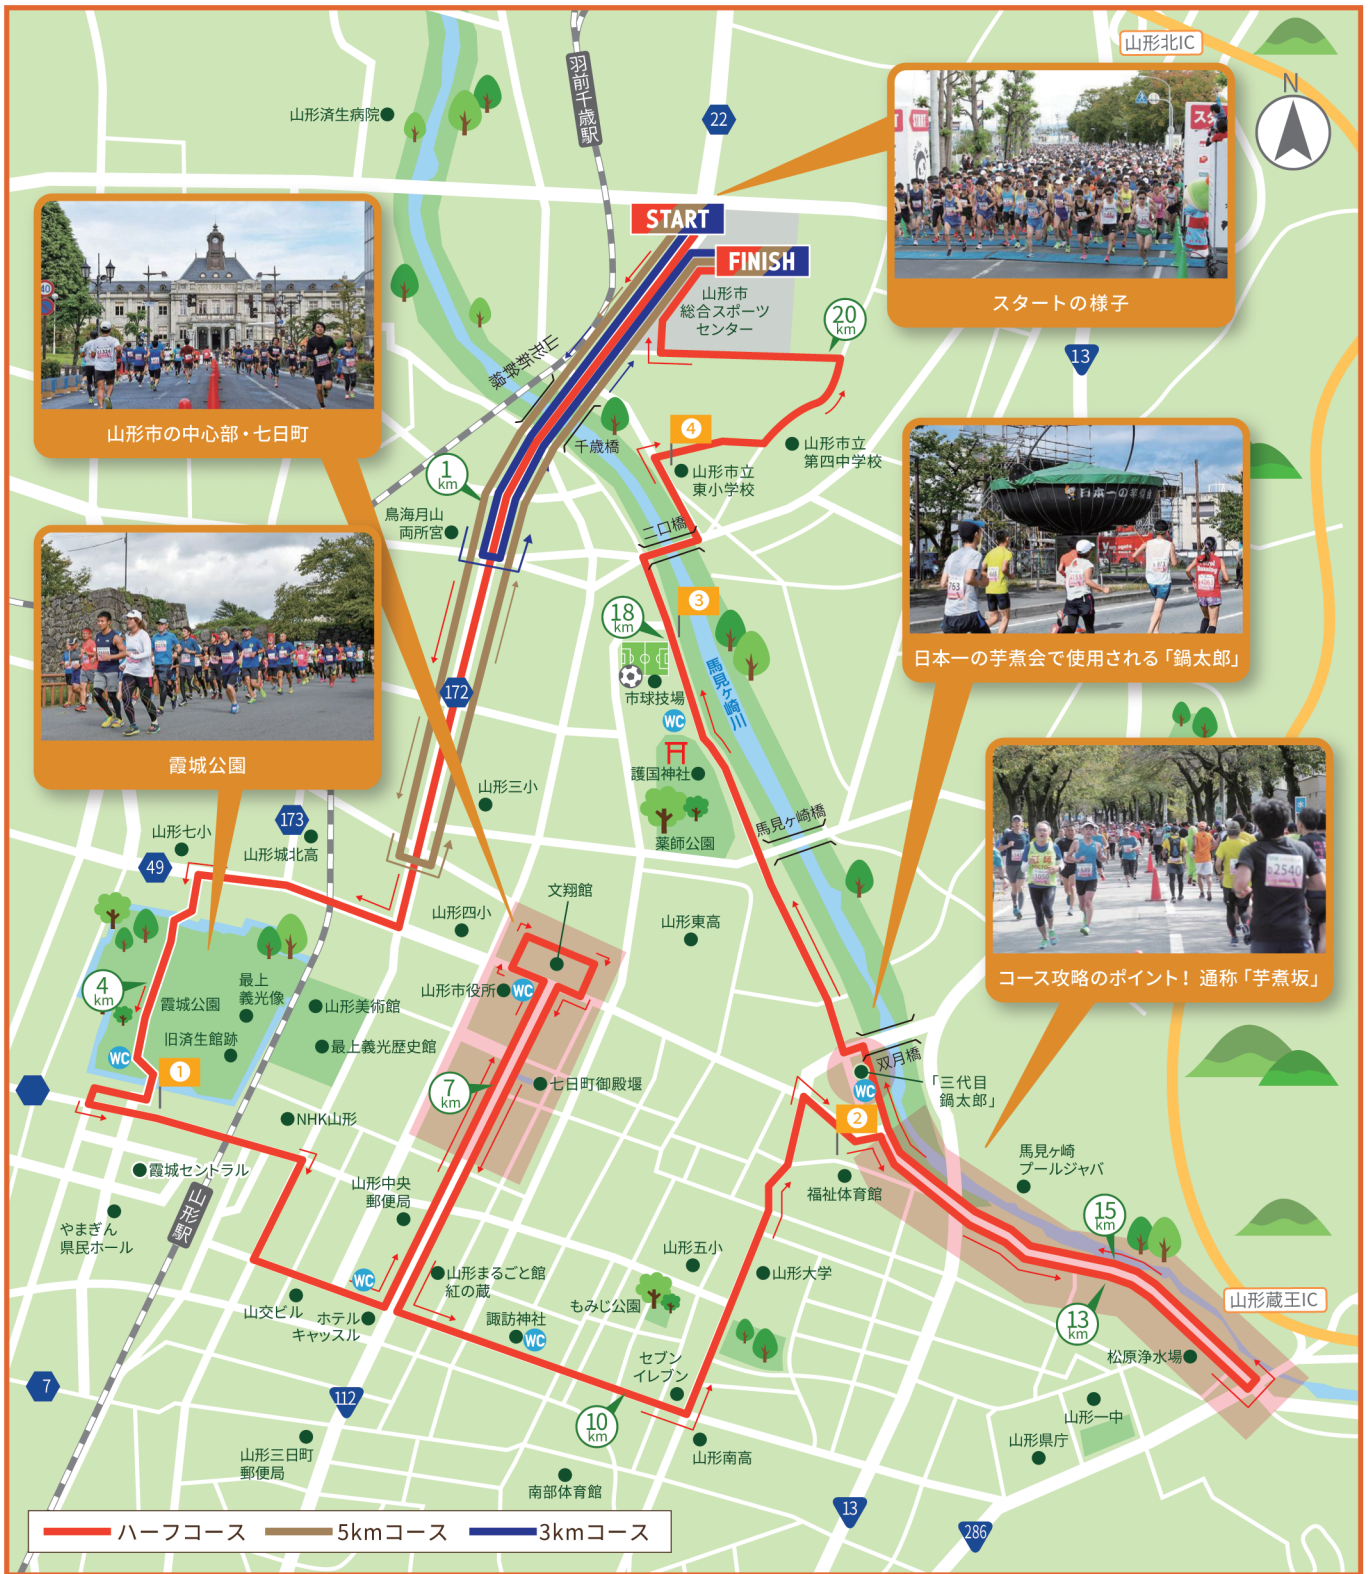 山形北IC
N
羽前千歳駅
山形済生病院
22
スタ
START
スタートの様子
START
FINISH
山形市
総合スポーツ
センター
20
km
13
40
山形市の中心部・七日町
山形新幹線
千歳橋
4
山形市立
第四中学校
山形市立
東小学校
1
km
鳥海月山
両所宮
二口橋
日本一の芋煮会
763
日本一の芋煮会で使用される「鍋太郎」
3
18
km
馬見ヶ崎川
市球技場
WC
護国神社
薬師公園
172
霞城公園
山形三小
173
山形七小
山形城北高
49
馬見ヶ崎橋
2540
コース攻略のポイント！ 通称「芋煮坂」
文翔館
山形四小
山形東高
山形市役所
WC
4
km
最上
義光像
霞城公園
旧済生館跡
山形美術館
最上義光歴史館
WC
1
七日町御殿堰
7
km
双月橋
「三代目
鍋太郎」
WC
2
NHK山形
霞城セントラル
山形中央
郵便局
福祉体育館
馬見ヶ崎
プールジャバ
15
km
山形駅
やまぎん
県民ホール
WC
山形まるごと館
紅の蔵
山形五小
山形大学
もみじ公園
山交ビル
ホテル
キャッスル
諏訪神社
WC
セブン
イレブン
13
km
山形蔵王IC
松原浄水場
7
112
10
km
山形一中
山形県庁
山形三日町
郵便局
南部体育館
山形南高
13
286
ハーフコース
5kmコース
3kmコース